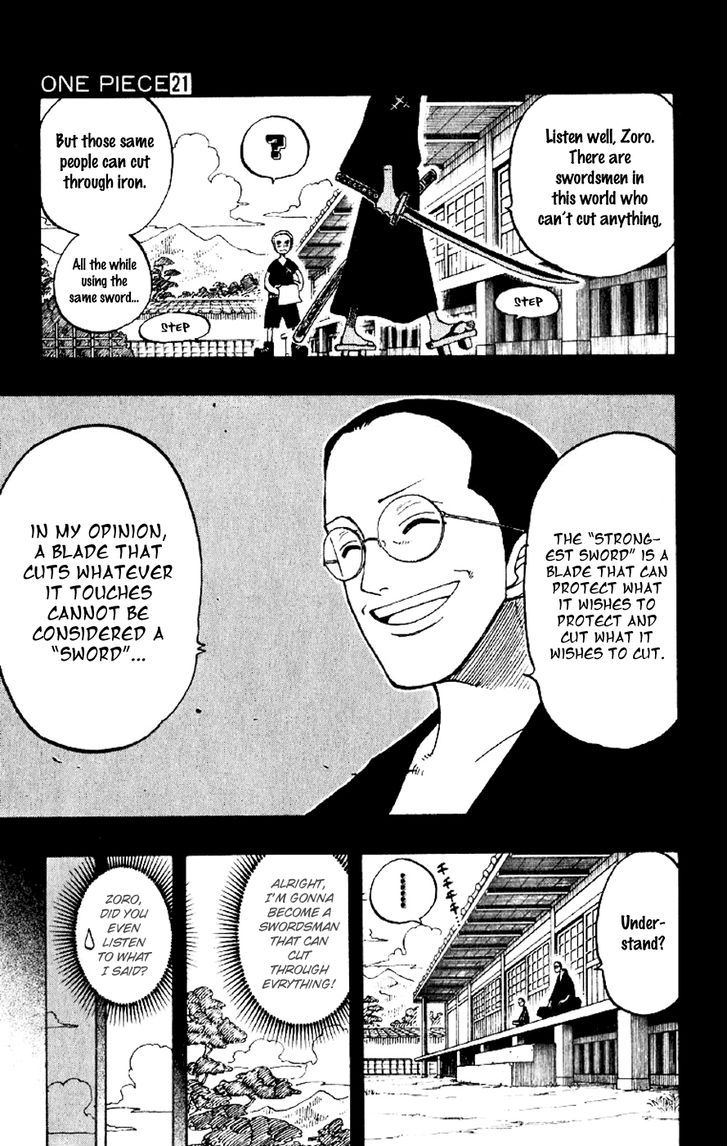 ONE PIECE 21
Listen well, Zoro.
There are
swordsmen in
this world who
can´t cut anything,
?
But those same
people can cut
through iron.
All the while
using the
same sword...
STEP
STEP
THE "STRONG-
EST SWORD" IS A
BLADE THAT CAN
PROTECT WHAT
IT WISHES TO
PROTECT AND
CUT WHAT IT
WISHES TO CUT.
IN MY OPINION,
A BLADE THAT
CUTS WHATEVER
IT TOUCHES
CANNOT BE
CONSIDERED A
"SWORD"...
Under-
stand?
......
ALRIGHT,
I'M GONNA
BECOME A
SWORDSMAN
THAT CAN
CUT
THROUGH
EVRYTHING!
ZORO,
DID YOU
EVEN
LISTEN
TO WHAT
I SAID?